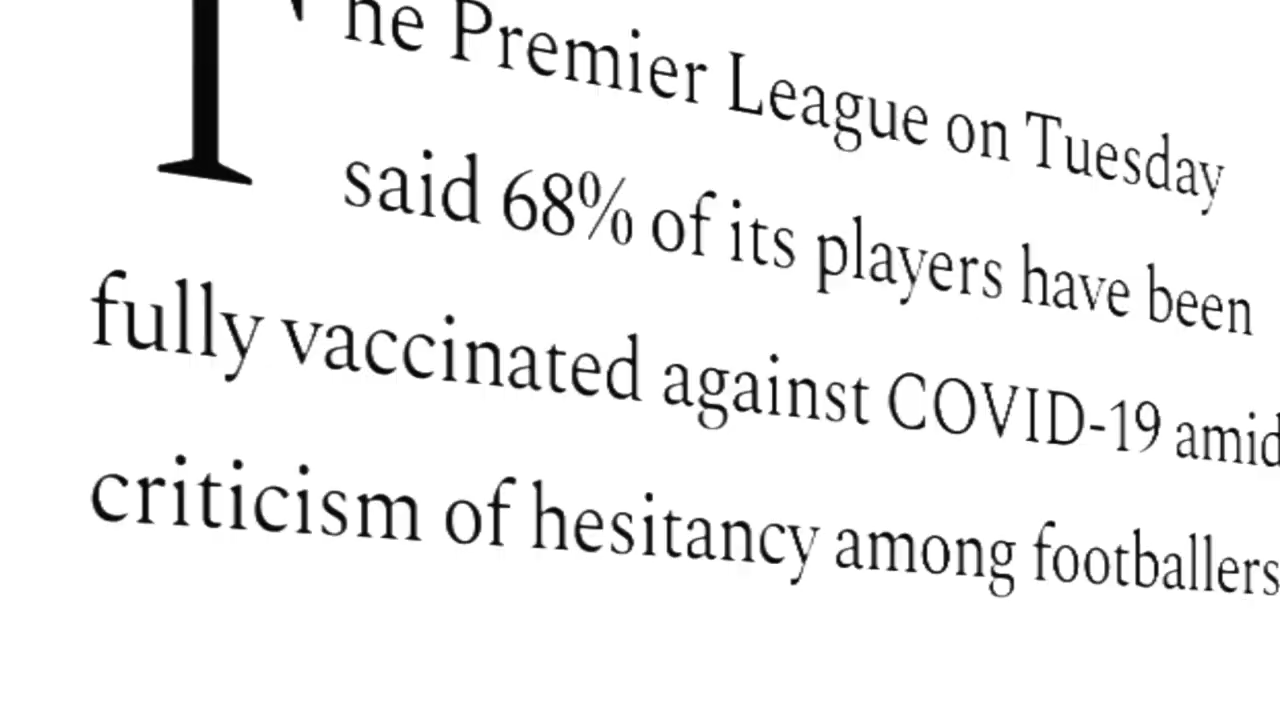 The Premier League on Tuesday
said 68% of its players have been
fully vaccinated against COVID-19 amid
criticism of hesitancy among footballers